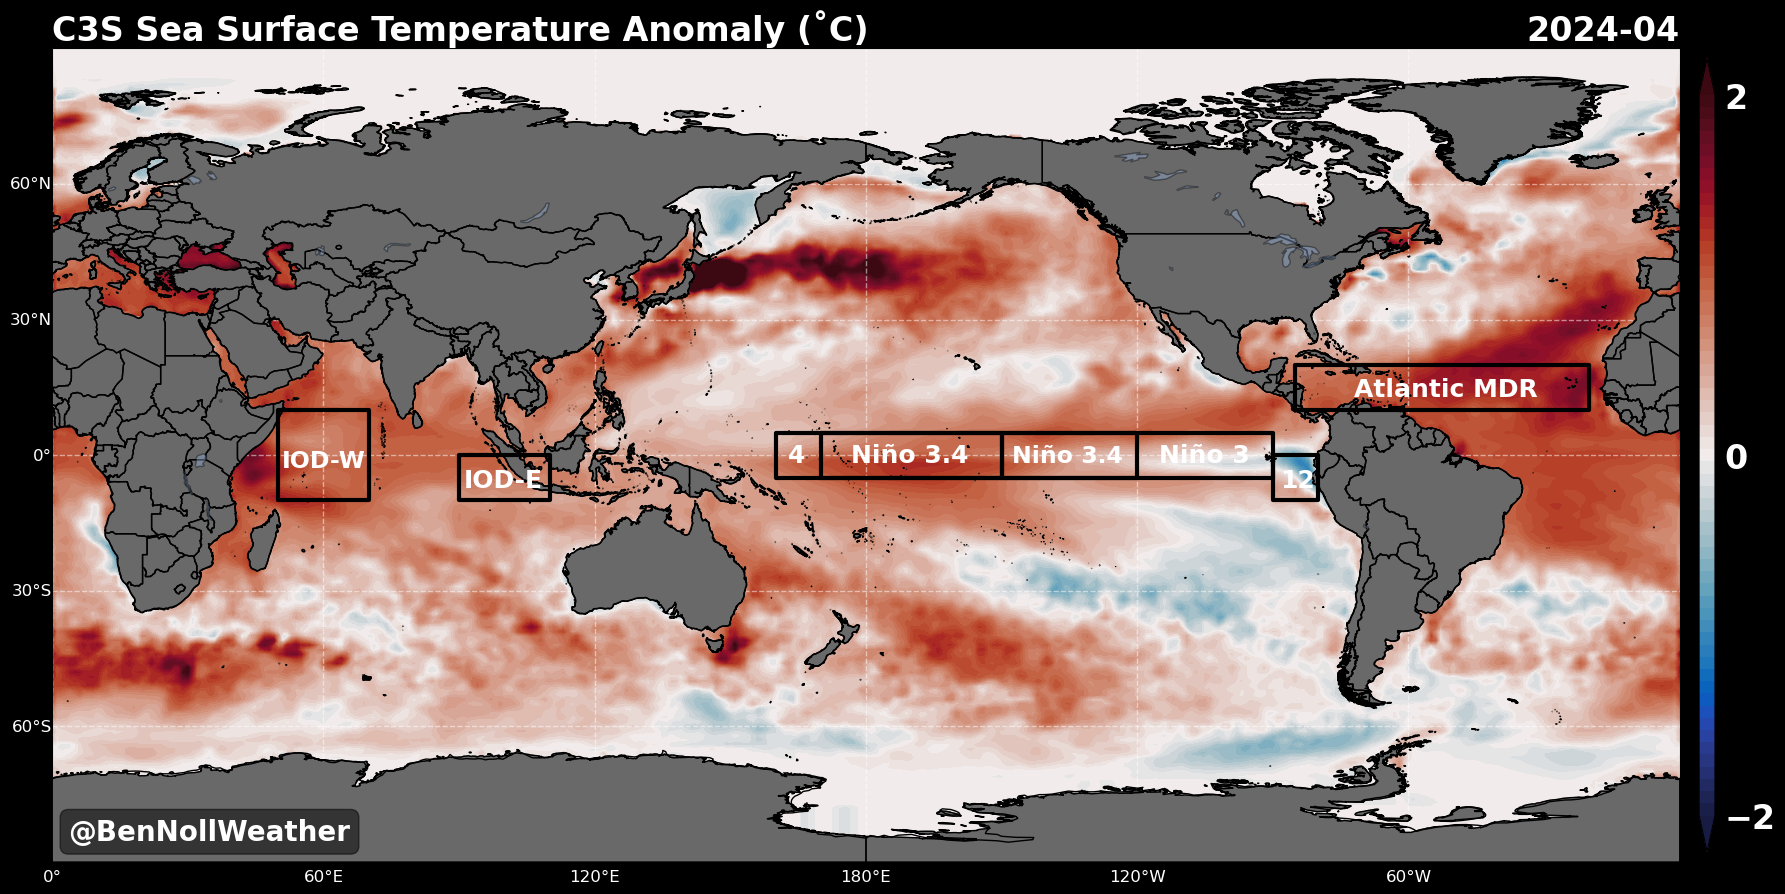 C3S Sea Surface Temperature Anomaly (˚C)
2024-04
2
0
−2
60°N
30°N
0°
30°S
60°S
IOD-W
IOD-E
4
Niño 3.4
Niño 3.4
Niño 3
12
Atlantic MDR
@BenNollWeather
0°
60°E
120°E
180°E
120°W
60°W